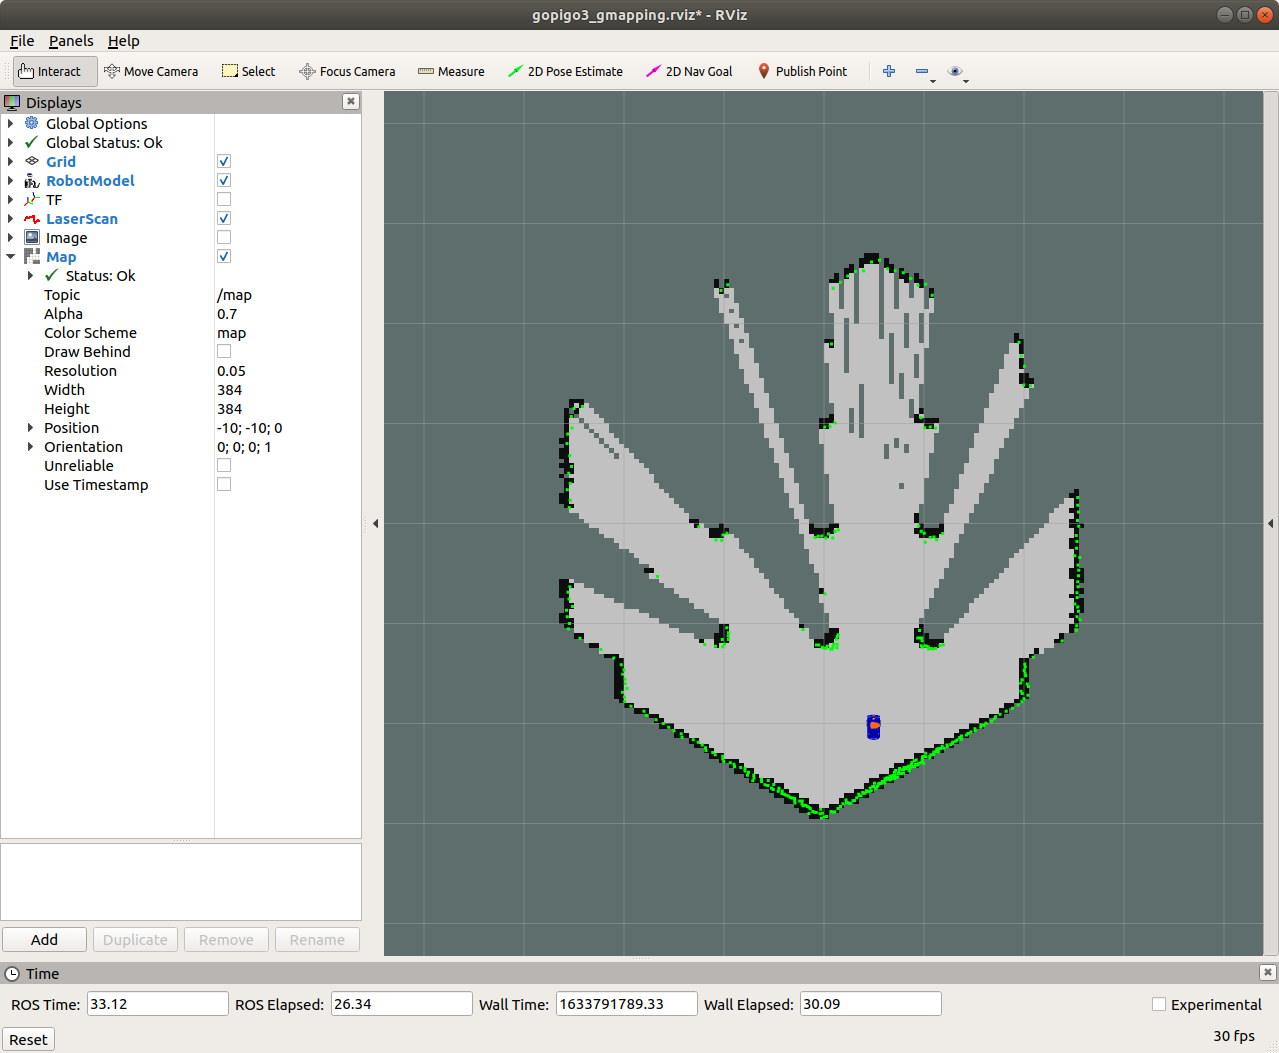 gopigo3_gmapping.rviz* - RViz
File Panels Help
Interact Move Camera Select Focus Camera Measure 2D Pose Estimate 2D Nav Goal Publish Point
Displays
Global Options
Global Status: Ok
Grid
RobotModel
TF
LaserScan
Image
Map
Status: Ok
Topic /map
Alpha 0.7
Color Scheme map
Draw Behind
Resolution 0.05
Width 384
Height 384
Position -10; -10; 0
Orientation 0; 0; 0; 1
Unreliable
Use Timestamp
Add Duplicate Remove Rename
Time
ROS Time: 33.12 ROS Elapsed: 26.34 Wall Time: 1633791789.33 Wall Elapsed: 30.09 Experimental
Reset 30 fps